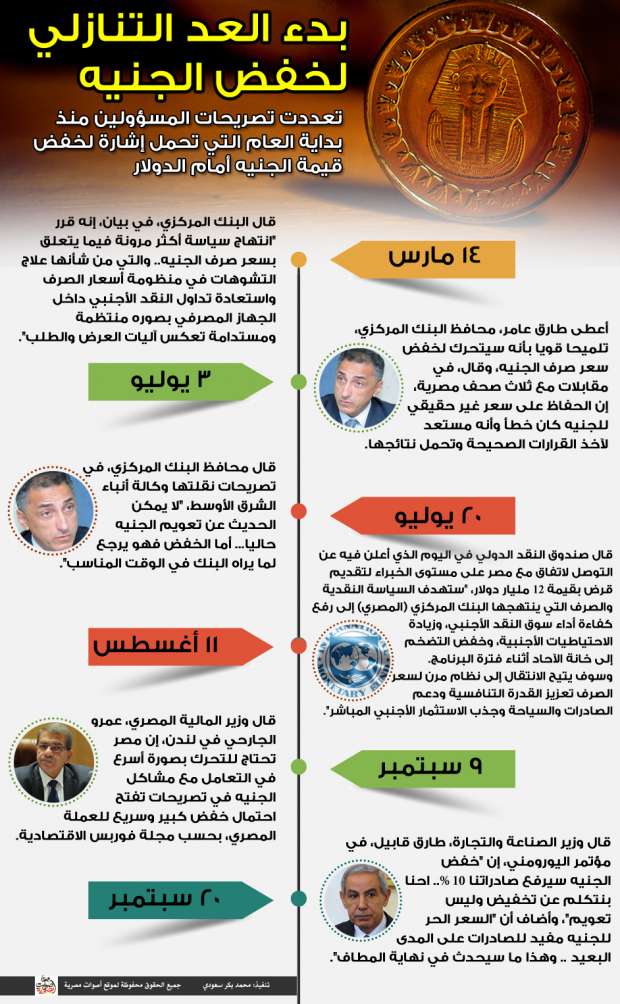 بدء العد التنازلي
لخفض الجنيه
تعددت تصريحات المسؤولين منذ
بداية العام التي تحمل إشارة لخفض
قيمة الجنيه أمام الدولار
١٤ مارس
قال البنك المركزي، في بيان، إنه قرر
"انتهاج سياسة أكثر مرونة فيما يتعلق
بسعر صرف الجنيه.. والتي من شأنها علاج
التشوهات في منظومة أسعار الصرف
واستعادة تداول النقد الأجنبي داخل
الجهاز المصرفي بصوره منتظمة
ومستدامة تعكس آليات العرض والطلب".
٣ يوليو
أعطى طارق عامر، محافظ البنك المركزي،
تلميحا قويا بأنه سيتحرك لخفض
سعر صرف الجنيه، وقال، في
مقابلات مع ثلاث صحف مصرية،
إن الحفاظ على سعر غير حقيقي
للجنيه كان خطأ وأنه مستعد
لآخذ القرارات الصحيحة وتحمل نتائجها.
٢٠ يوليو
قال محافظ البنك المركزي، في
تصريحات نقلتها وكالة أنباء
الشرق الأوسط، "لا يمكن
الحديث عن تعويم الجنيه
حاليا... أما الخفض فهو يرجع
لما يراه البنك في الوقت المناسب".
١١ أغسطس
قال صندوق النقد الدولي في اليوم الذي أعلن فيه عن
التوصل لاتفاق مع مصر على مستوى الخبراء لتقديم
قرض بقيمة 12 مليار دولار، "ستهدف السياسة النقدية
والصرف التي ينتهجها البنك المركزي (المصري) إلى رفع
كفاءة أداء سوق النقد الأجنبي، وزيادة
الاحتياطيات الأجنبية، وخفض التضخم
إلى خانة الآحاد أثناء فترة البرنامج.
وسوف يتيح الانتقال إلى نظام مرن لسعر
الصرف تعزيز القدرة التنافسية ودعم
الصادرات والسياحة وجذب الاستثمار الأجنبي المباشر".
٩ سبتمبر
قال وزير المالية المصري، عمرو
الجارحي في لندن، إن مصر
تحتاج للتحرك بصورة أسرع
في التعامل مع مشاكل
الجنيه في تصريحات تفتح
احتمال خفض كبير وسريع للعملة
المصري، بحسب مجلة فوربس الاقتصادية.
٢٠ سبتمبر
قال وزير الصناعة والتجارة، طارق قابيل، في
مؤتمر اليورومني، إن "خفض
الجنيه سيرفع صادراتنا 10 %.. احنا
بنتكلم عن تخفيض وليس
تعويم"، وأضاف أن "السعر الحر
للجنيه مفيد للصادرات على المدى
البعيد .. وهذا ما سيحدث في نهاية المطاف".
تنفيذ: محمد بكر سعودي
جميع الحقوق محفوظة لموقع أصوات مصرية